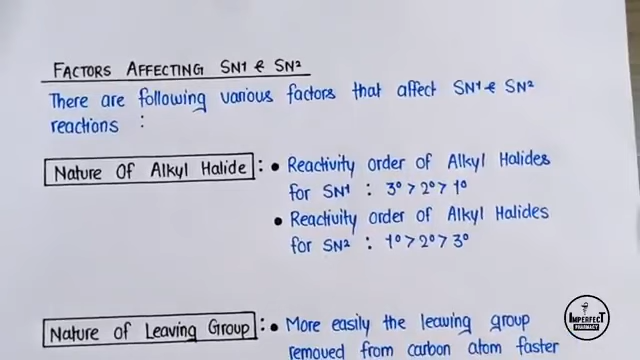 FACTORS AFFECTING SN1 & SN2
There are following various factors that affect SN1 & SN2
reactions :
Nature Of Alkyl Halide : • Reactivity order of Alkyl Halides
for SN1 : 3° > 2° > 1°
• Reactivity order of Alkyl Halides
for SN2 : 1° > 2° > 3°
Nature of Leaving Group : • More easily the leaving group
removed from carbon atom faster
IMPERFECT
PHARMACY